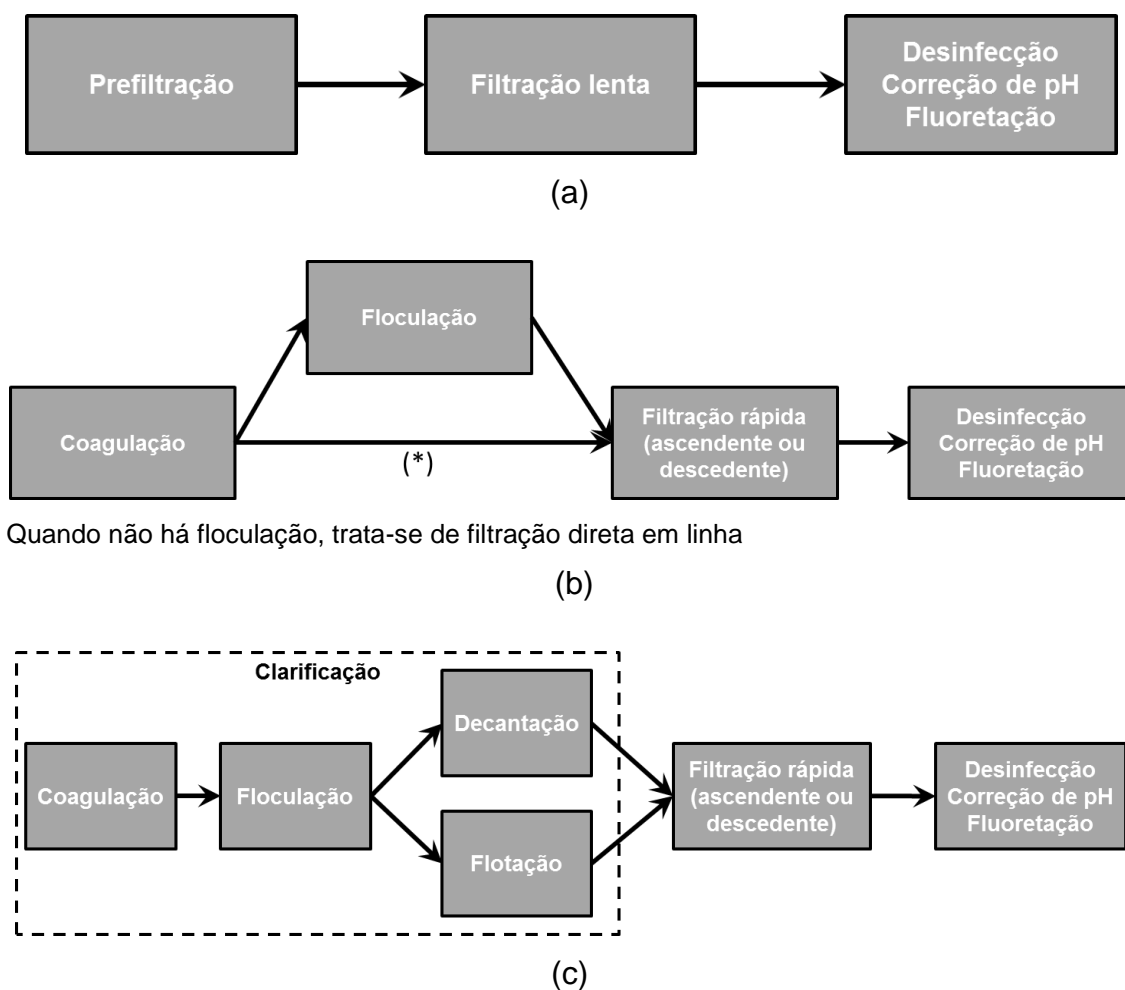 Prefiltração
Filtração lenta
Desinfecção
Correção de pH
Fluoretação
(a)
Floculação
Coagulação
(*)
Filtração rápida
(ascendente ou
descedente)
Desinfecção
Correção de pH
Fluoretação
Quando não há floculação, trata-se de filtração direta em linha
(b)
Clarificação
Coagulação
Floculação
Decantação
Flotação
Filtração rápida
(ascendente ou
descedente)
Desinfecção
Correção de pH
Fluoretação
(c)